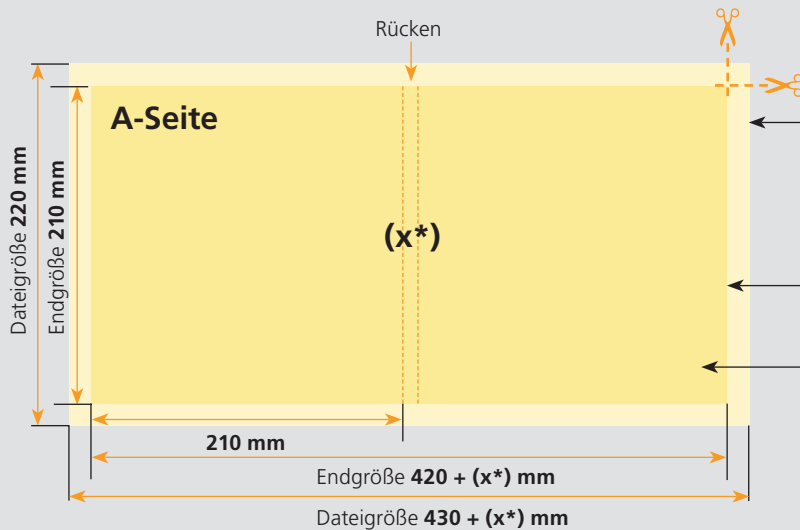 Rücken
A-Seite
(x*)
Dateigröße 220 mm
Endgröße 210 mm
210 mm
Endgröße 420 + (x*) mm
Dateigröße 430 + (x*) mm